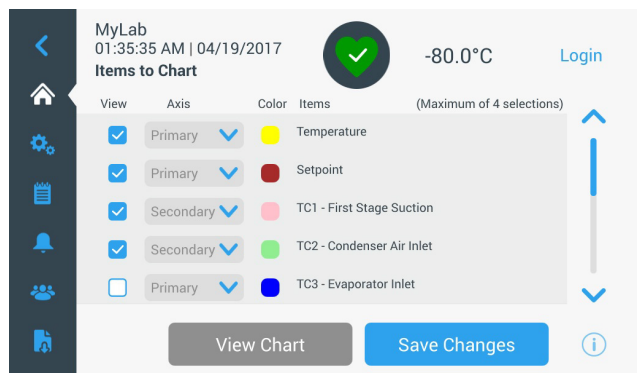 MyLab
01:35:35 AM | 04/19/2017
Items to Chart
-80.0°C
Login
View Axis Color Items (Maximum of 4 selections)
Primary Temperature
Primary Setpoint
Secondary TC1 - First Stage Suction
Secondary TC2 - Condenser Air Inlet
Primary TC3 - Evaporator Inlet
View Chart Save Changes
i